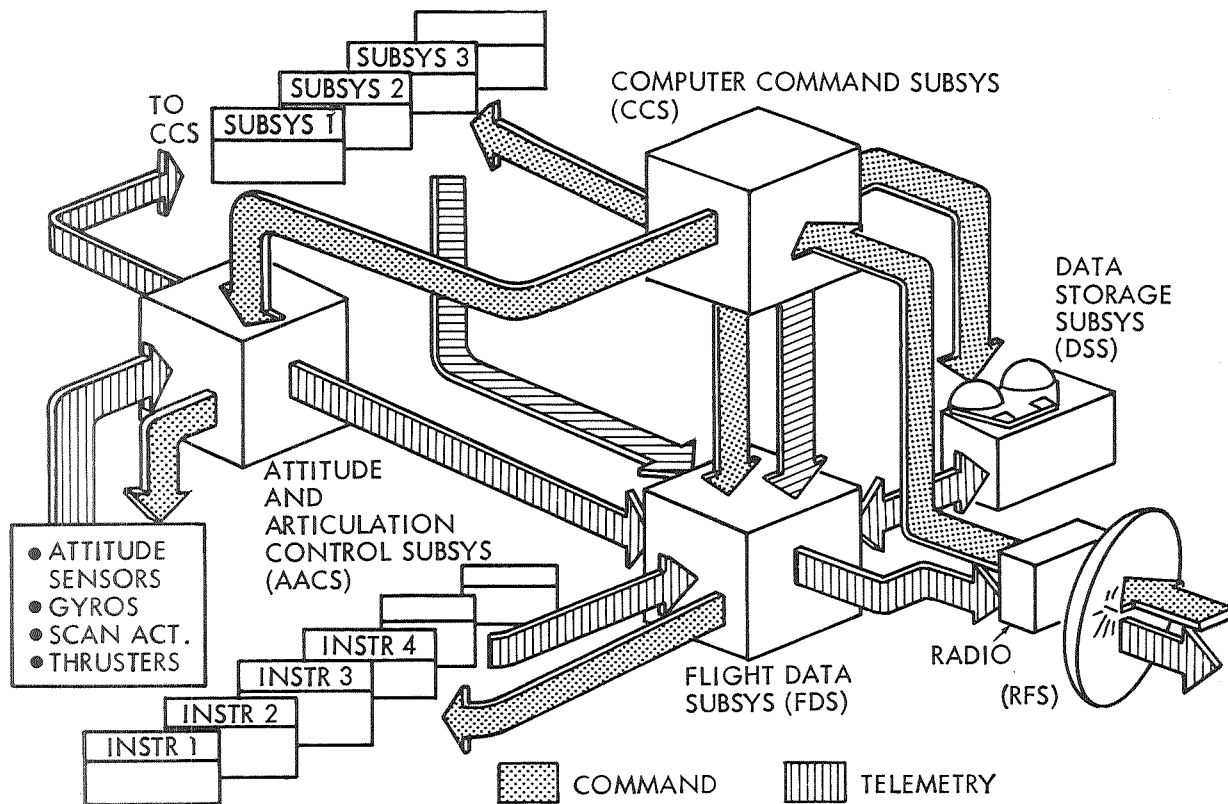 SUBSYS 3
SUBSYS 2
SUBSYS 1
TO
CCS
COMPUTER COMMAND SUBSYS
(CCS)
DATA
STORAGE
SUBSYS
(DSS)
ATTITUDE
AND
ARTICULATION
CONTROL SUBSYS
(AACS)
● ATTITUDE
SENSORS
● GYROS
● SCAN ACT.
● THRUSTERS
INSTR 4
INSTR 3
INSTR 2
INSTR 1
FLIGHT DATA
SUBSYS (FDS)
RADIO
(RFS)
COMMAND
TELEMETRY